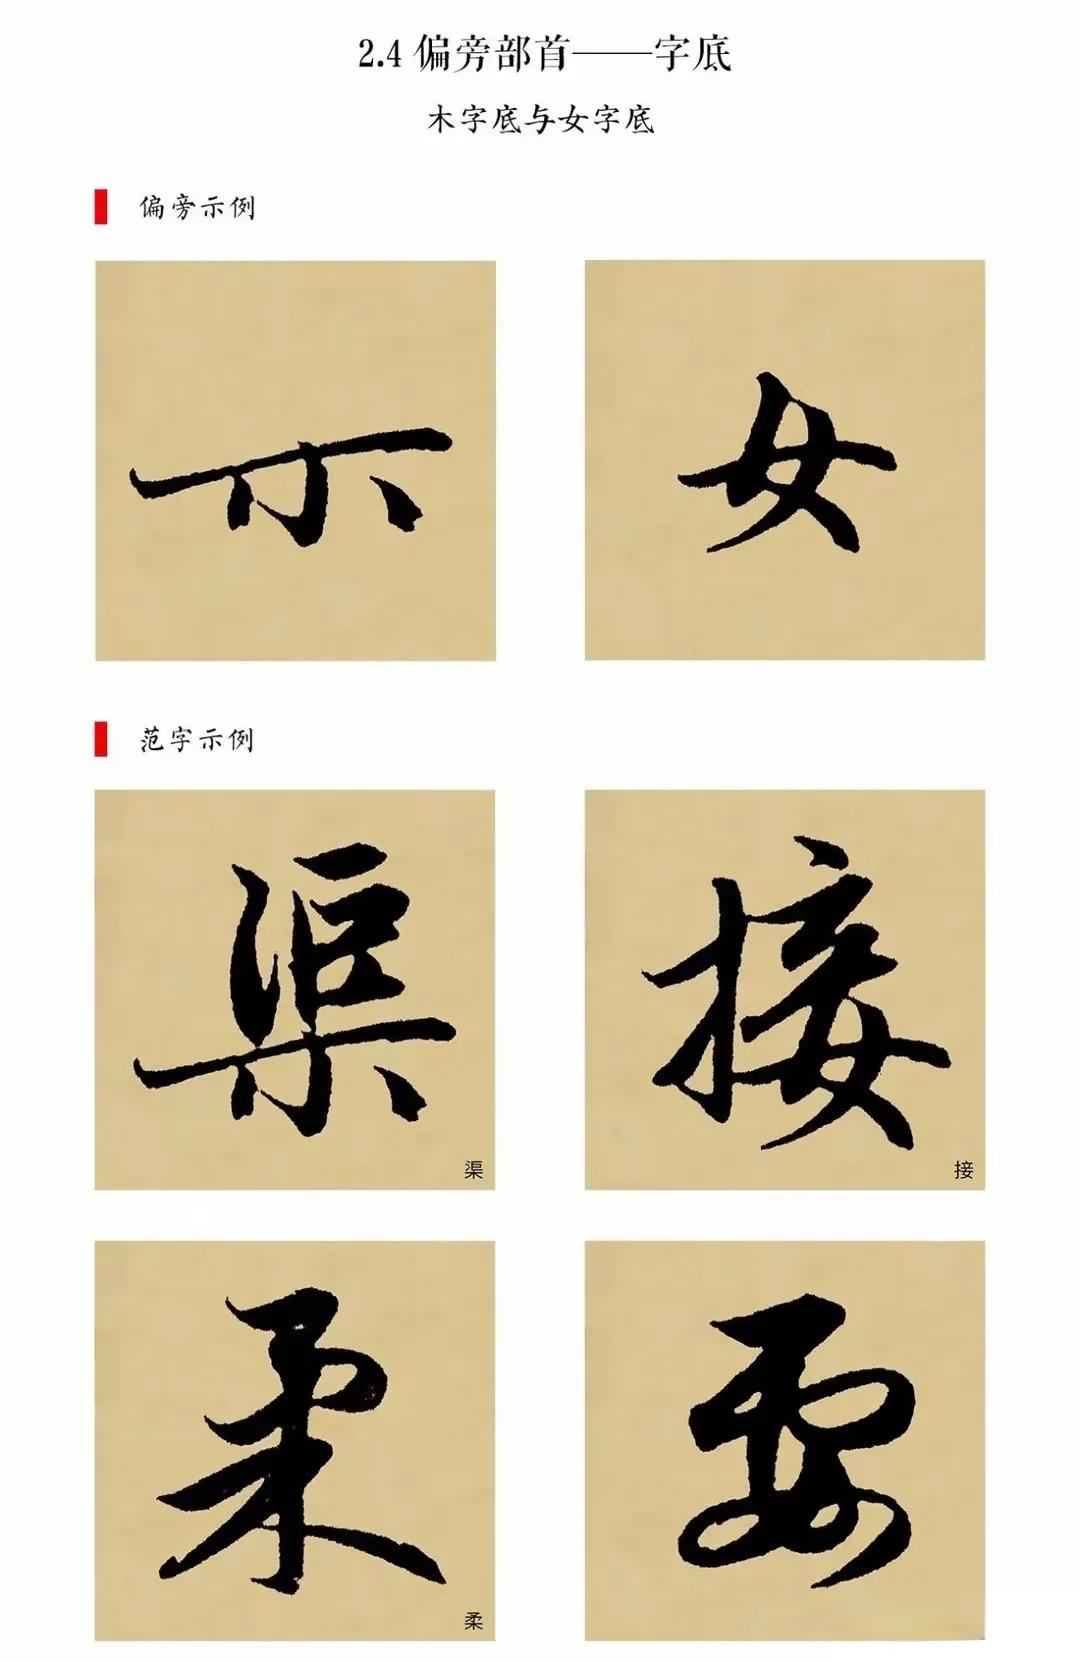 2.4 偏旁部首——字底
木字底与女字底
偏旁示例
木 女
范字示例
渠 接
渠 接
柔 要
柔